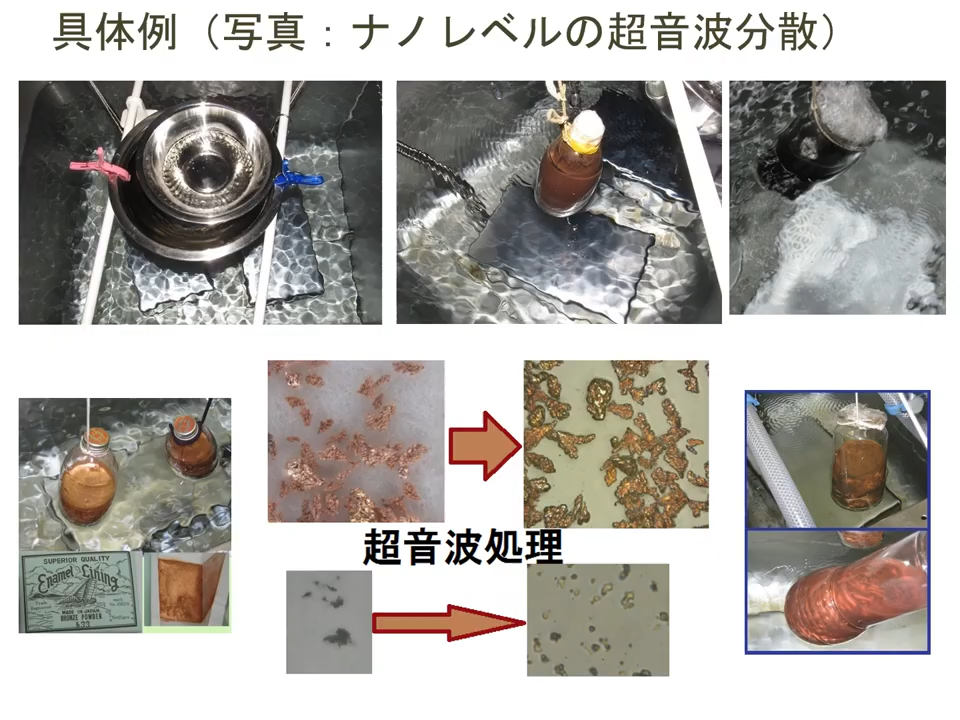 具体例（写真：ナノレベルの超音波分散）
超音波処理
SUPERIOR QUALITY
Enamel Lining
MADE IN JAPAN
BRONZE POWDER